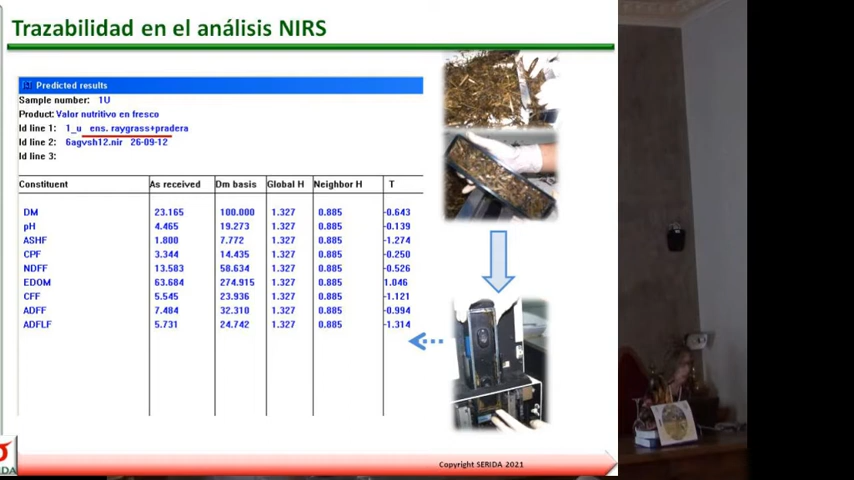 Trazabilidad en el análisis NIRS
Predicted results
Sample number: 1U
Product: Valor nutritivo en fresco
Id line 1: 1_u ens. raygrass+pradera
Id line 2: 6agvsh12.nir 26-09-12
Id line 3:
Constituent As received Dm basis Global H Neighbor H T
DM 23.165 100.000 1.327 0.885 -0.643
pH 4.465 19.273 1.327 0.885 -0.139
ASHF 1.800 7.772 1.327 0.885 -1.274
CPF 3.344 14.435 1.327 0.885 -0.250
NDFF 13.583 58.634 1.327 0.885 -0.526
EDOM 63.684 274.915 1.327 0.885 1.046
CFF 5.545 23.936 1.327 0.885 -1.121
ADFF 7.484 32.310 1.327 0.885 -0.994
ADFLF 5.731 24.742 1.327 0.885 -1.314
Copyright SERIDA 2021